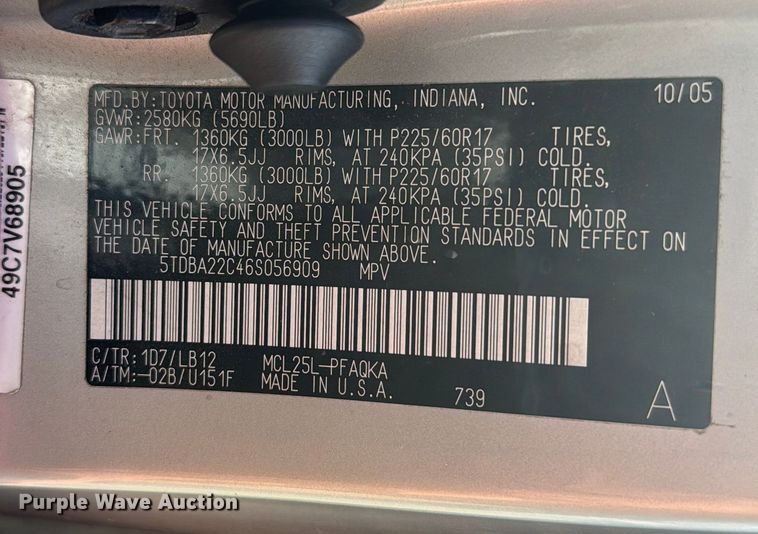 MFD.BY:TOYOTA MOTOR MANUFACTURING, INDIANA, INC. 10/05
GVWR: 2580KG (5690LB)
GAWR:FRT. 1360KG (3000LB) WITH P225/60R17 TIRES,
17X6.5JJ RIMS, AT 240KPA (35PSI) COLD.
RR. 1360KG (3000LB) WITH P225/60R17 TIRES,
17X6.5JJ RIMS, AT 240KPA (35PSI) COLD.
THIS VEHICLE CONFORMS TO ALL APPLICABLE FEDERAL MOTOR
VEHICLE SAFETY AND THEFT PREVENTION STANDARDS IN EFFECT ON
THE DATE OF MANUFACTURE SHOWN ABOVE.
5TDBA22C46S056909 MPV
C/TR: 1D7/LB12 MCL25L-PFAQKA
A/TM:-02B/U151F MADE IN U.S.A. 739 A
49C7V68905
Purple Wave Auction